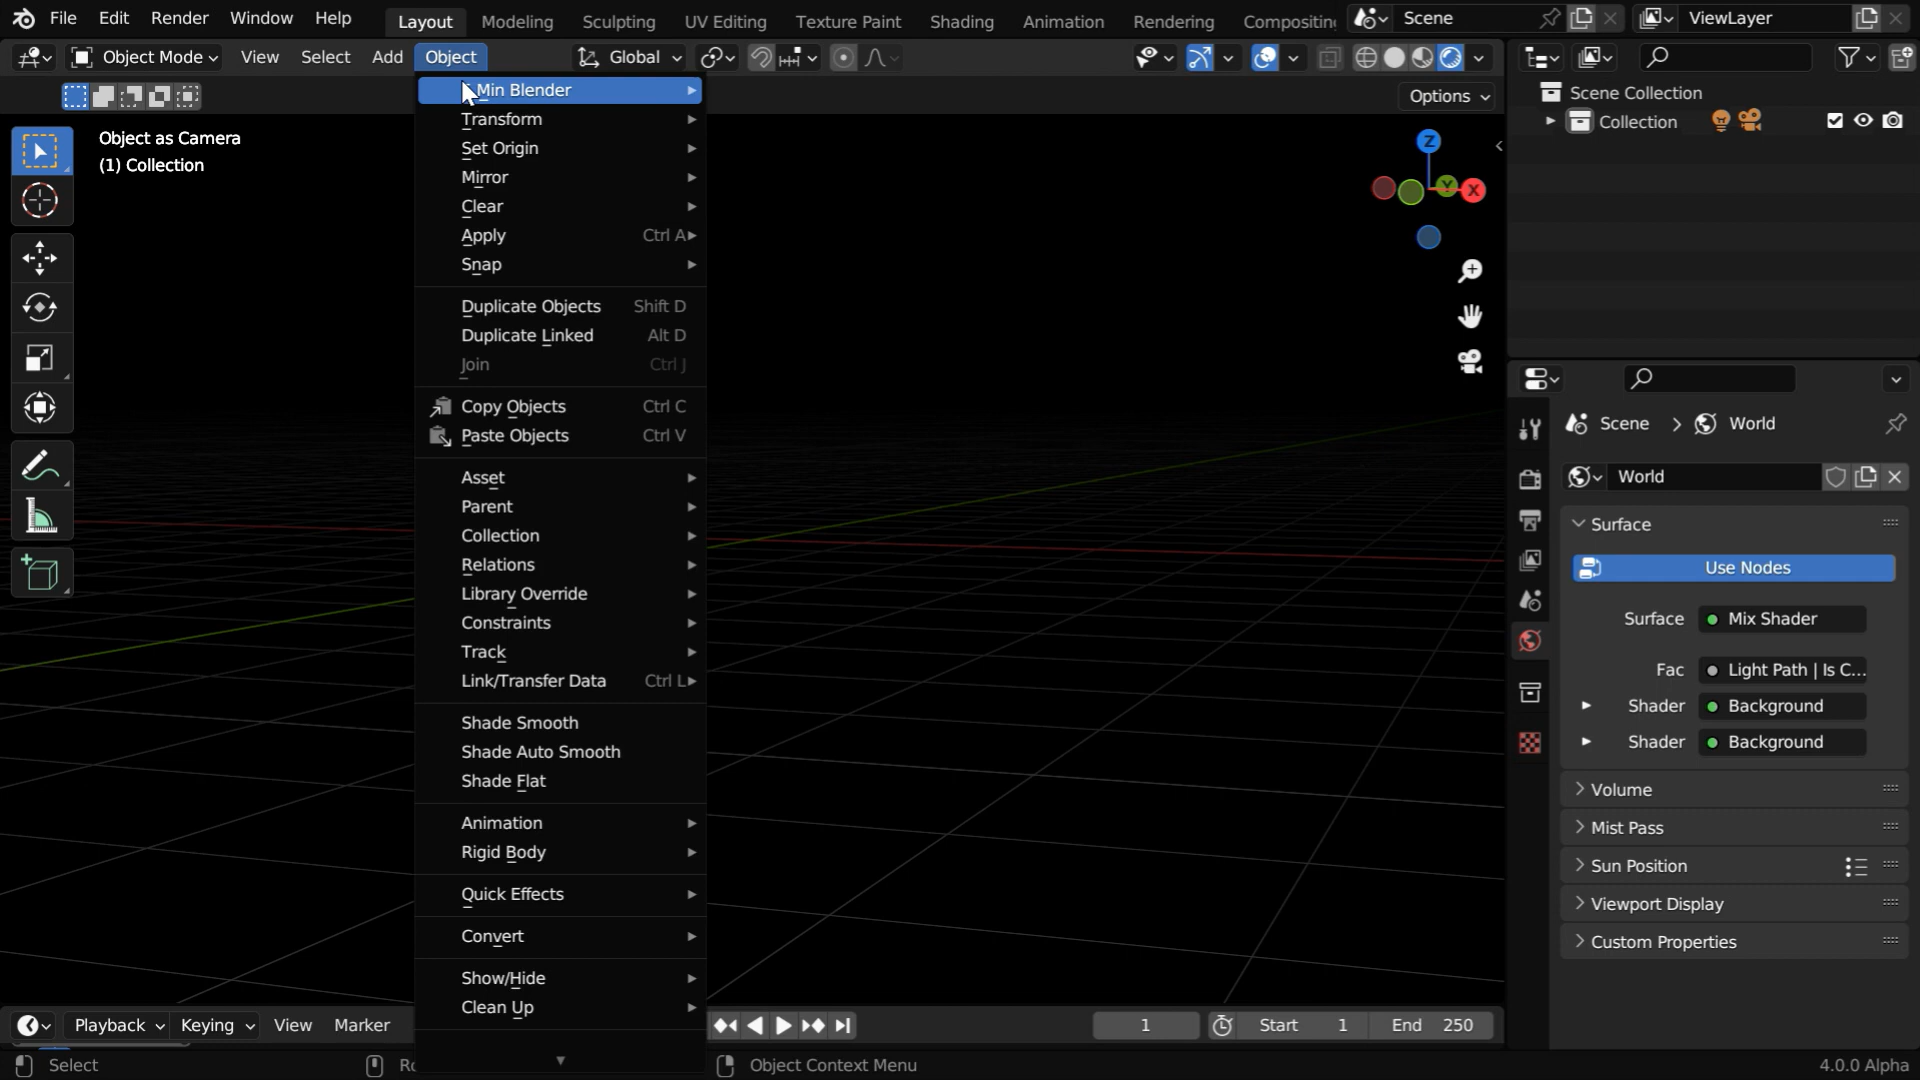 File Edit Render Window Help Layout Modeling Sculpting UV Editing Texture Paint Shading Animation Rendering Scene ViewLayer
Object Mode View Select Add Object Global
Options
Object as Camera
(1) Collection
Min Blender
Transform
Set Origin
Mirror
Clear
Apply Ctrl A
Snap
Duplicate Objects Shift D
Duplicate Linked Alt D
Join Ctrl J
Copy Objects Ctrl C
Paste Objects Ctrl V
Asset
Parent
Collection
Relations
Library Override
Constraints
Track
Link/Transfer Data Ctrl L
Shade Smooth
Shade Auto Smooth
Shade Flat
Animation
Rigid Body
Quick Effects
Convert
Show/Hide
Clean Up
Z
Y
X
Scene Collection
Collection
Scene World
World
Surface
Use Nodes
Surface Mix Shader
Fac Light Path | Is C...
Shader Background
Shader Background
Volume
Mist Pass
Sun Position
Viewport Display
Custom Properties
Playback Keying View Marker 1 Start 1 End 250
Select Object Context Menu 4.0.0 Alpha